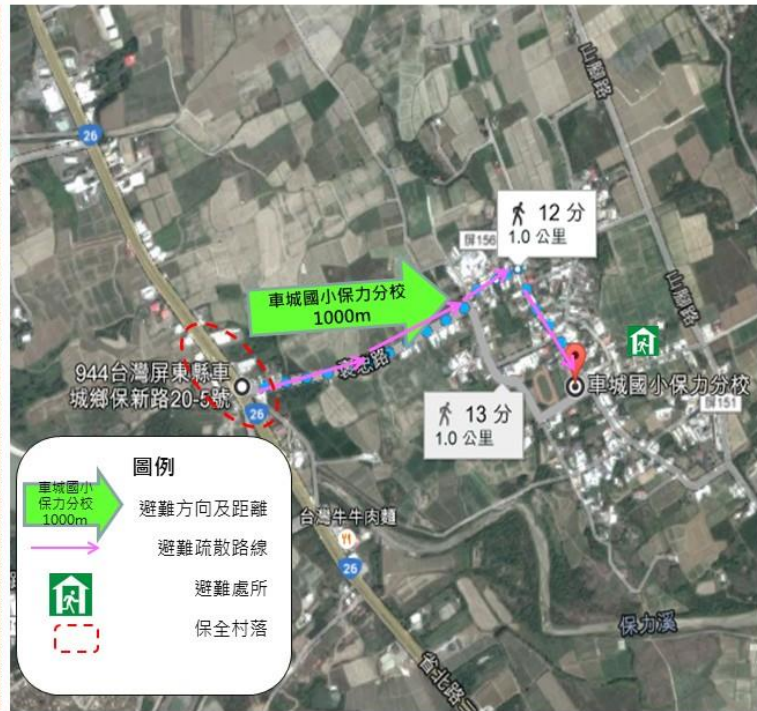 山腳路
26
12 分
1.0 公里
屏156
車城國小保力分校
1000m
山腳路
944台灣屏東縣車
城鄉保新路20-5號
車城國小保力分校
屏151
26
13 分
1.0 公里
圖例
車城國小
保力分校
1000m
避難方向及距離
避難疏散路線
避難處所
保全村落
台灣牛牛肉麵
26
保力溪
省北路三